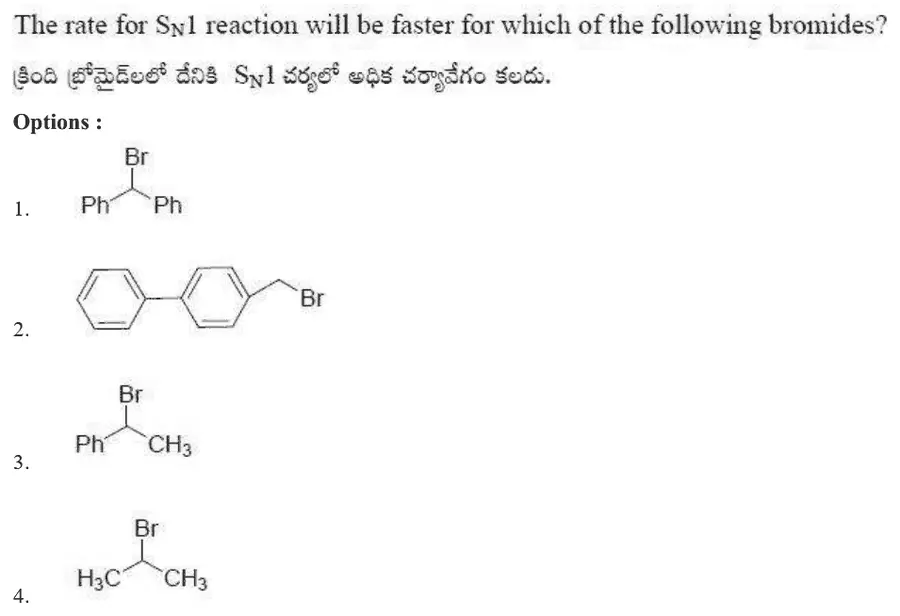 The rate for SN1 reaction will be faster for which of the following bromides?
క్రింది బ్రోమైడ్‌లలో దేనికి SN1 చర్యలో అధిక చర్యావేగం కలదు.
Options :
Br
1. Ph Ph
Br
2.
Br
Ph CH3
3.
Br
H3C CH3
4.